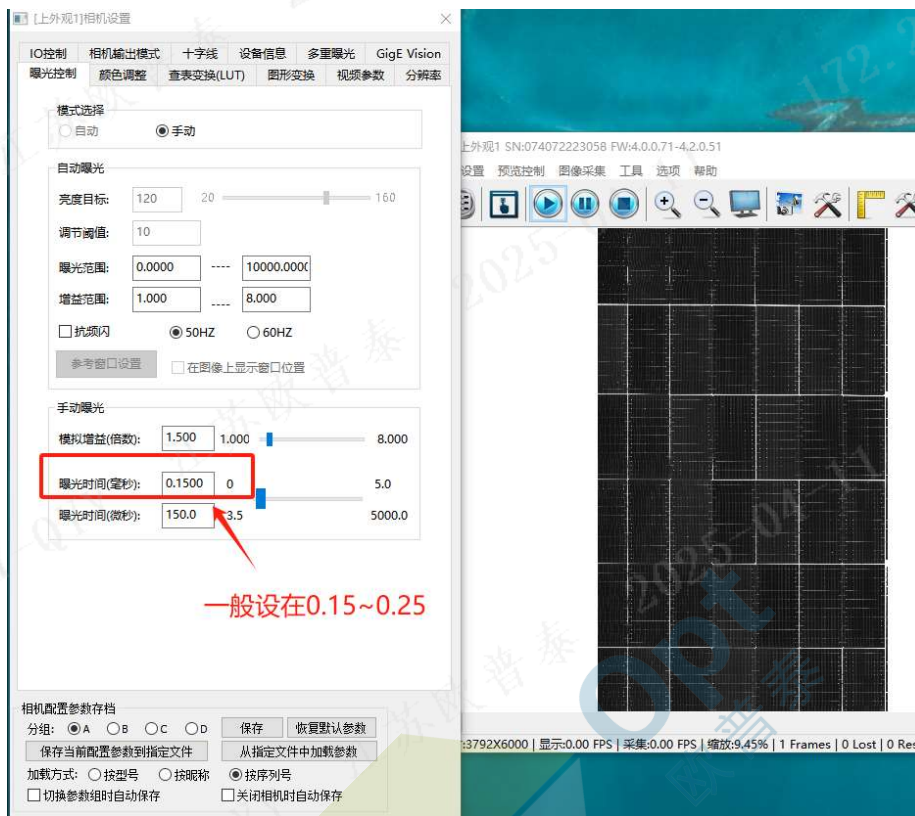 [上外观1]相机设置
IO控制 相机输出模式 十字线 设备信息 多重曝光 GigE Vision
曝光控制 颜色调整 查表变换(LUT) 图形变换 视频参数 分辨率
模式选择
自动 手动
自动曝光
亮度目标: 120 20 160
调节阈值: 10
曝光范围: 0.0000 ---- 10000.000
增益范围: 1.000 ---- 8.000
抗频闪 50HZ 60HZ
参考窗口设置 在图像上显示窗口位置
手动曝光
模拟增益(倍数): 1.500 1.000 8.000
曝光时间(毫秒): 0.1500 0 5.0
曝光时间(微秒): 150.0 3.5 5000.0
一般设在0.15~0.25
相机配置参数存档
分组: A B C D 保存 恢复默认参数
保存当前配置参数到指定文件 从指定文件中加载参数
加载方式: 按型号 按昵称 按序列号
切换参数组时自动保存 关闭相机时自动保存
上外观1 SN:074072223058 FW:4.0.0.71-4.2.0.51
设置 预览控制 图像采集 工具 选项 帮助
:3792X6000 | 显示:0.00 FPS | 采集:0.00 FPS | 缩放:9.45% | 1 Frames | 0 Lost | 0 Res
2025-04-11
172.2
Opt
欧普泰